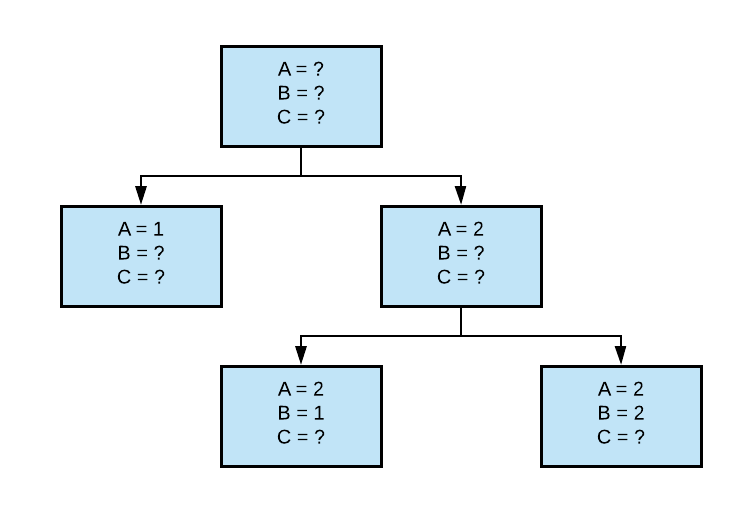 A = ?
B = ?
C = ?
A = 1
B = ?
C = ?
A = 2
B = ?
C = ?
A = 2
B = 1
C = ?
A = 2
B = 2
C = ?